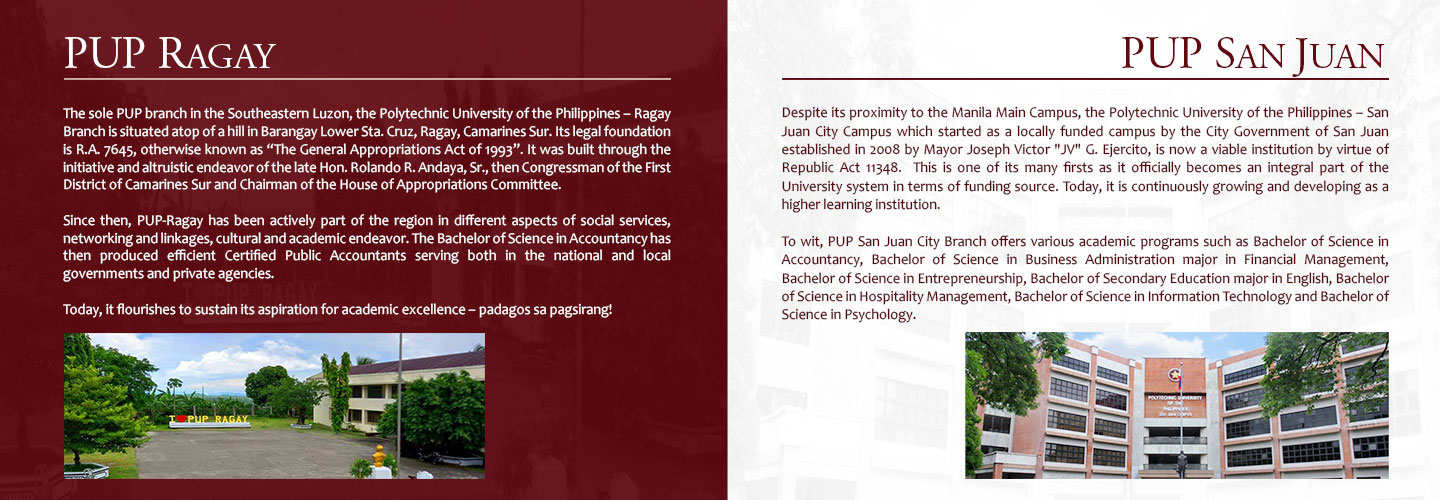 PUP RAGAY
The sole PUP branch in the Southeastern Luzon, the Polytechnic University of the Philippines – Ragay
Branch is situated atop of a hill in Barangay Lower Sta. Cruz, Ragay, Camarines Sur. Its legal foundation
is R.A. 7645, otherwise known as “The General Appropriations Act of 1993”. It was built through the
initiative and altruistic endeavor of the late Hon. Rolando R. Andaya, Sr., then Congressman of the First
District of Camarines Sur and Chairman of the House of Appropriations Committee.
Since then, PUP-Ragay has been actively part of the region in different aspects of social services,
networking and linkages, cultural and academic endeavor. The Bachelor of Science in Accountancy has
then produced efficient Certified Public Accountants serving both in the national and local
governments and private agencies.
Today, it flourishes to sustain its aspiration for academic excellence – padagos sa pagsirang!
I ♥ PUP RAGAY
PUP SAN JUAN
Despite its proximity to the Manila Main Campus, the Polytechnic University of the Philippines – San
Juan City Campus which started as a locally funded campus by the City Government of San Juan
established in 2008 by Mayor Joseph Victor "JV" G. Ejercito, is now a viable institution by virtue of
Republic Act 11348. This is one of its many firsts as it officially becomes an integral part of the
University system in terms of funding source. Today, it is continuously growing and developing as a
higher learning institution.
To wit, PUP San Juan City Branch offers various academic programs such as Bachelor of Science in
Accountancy, Bachelor of Science in Business Administration major in Financial Management,
Bachelor of Science in Entrepreneurship, Bachelor of Secondary Education major in English, Bachelor
of Science in Hospitality Management, Bachelor of Science in Information Technology and Bachelor of
Science in Psychology.
POLYTECHNIC UNIVERSITY
OF THE
PHILIPPINES
SAN JUAN CAMPUS